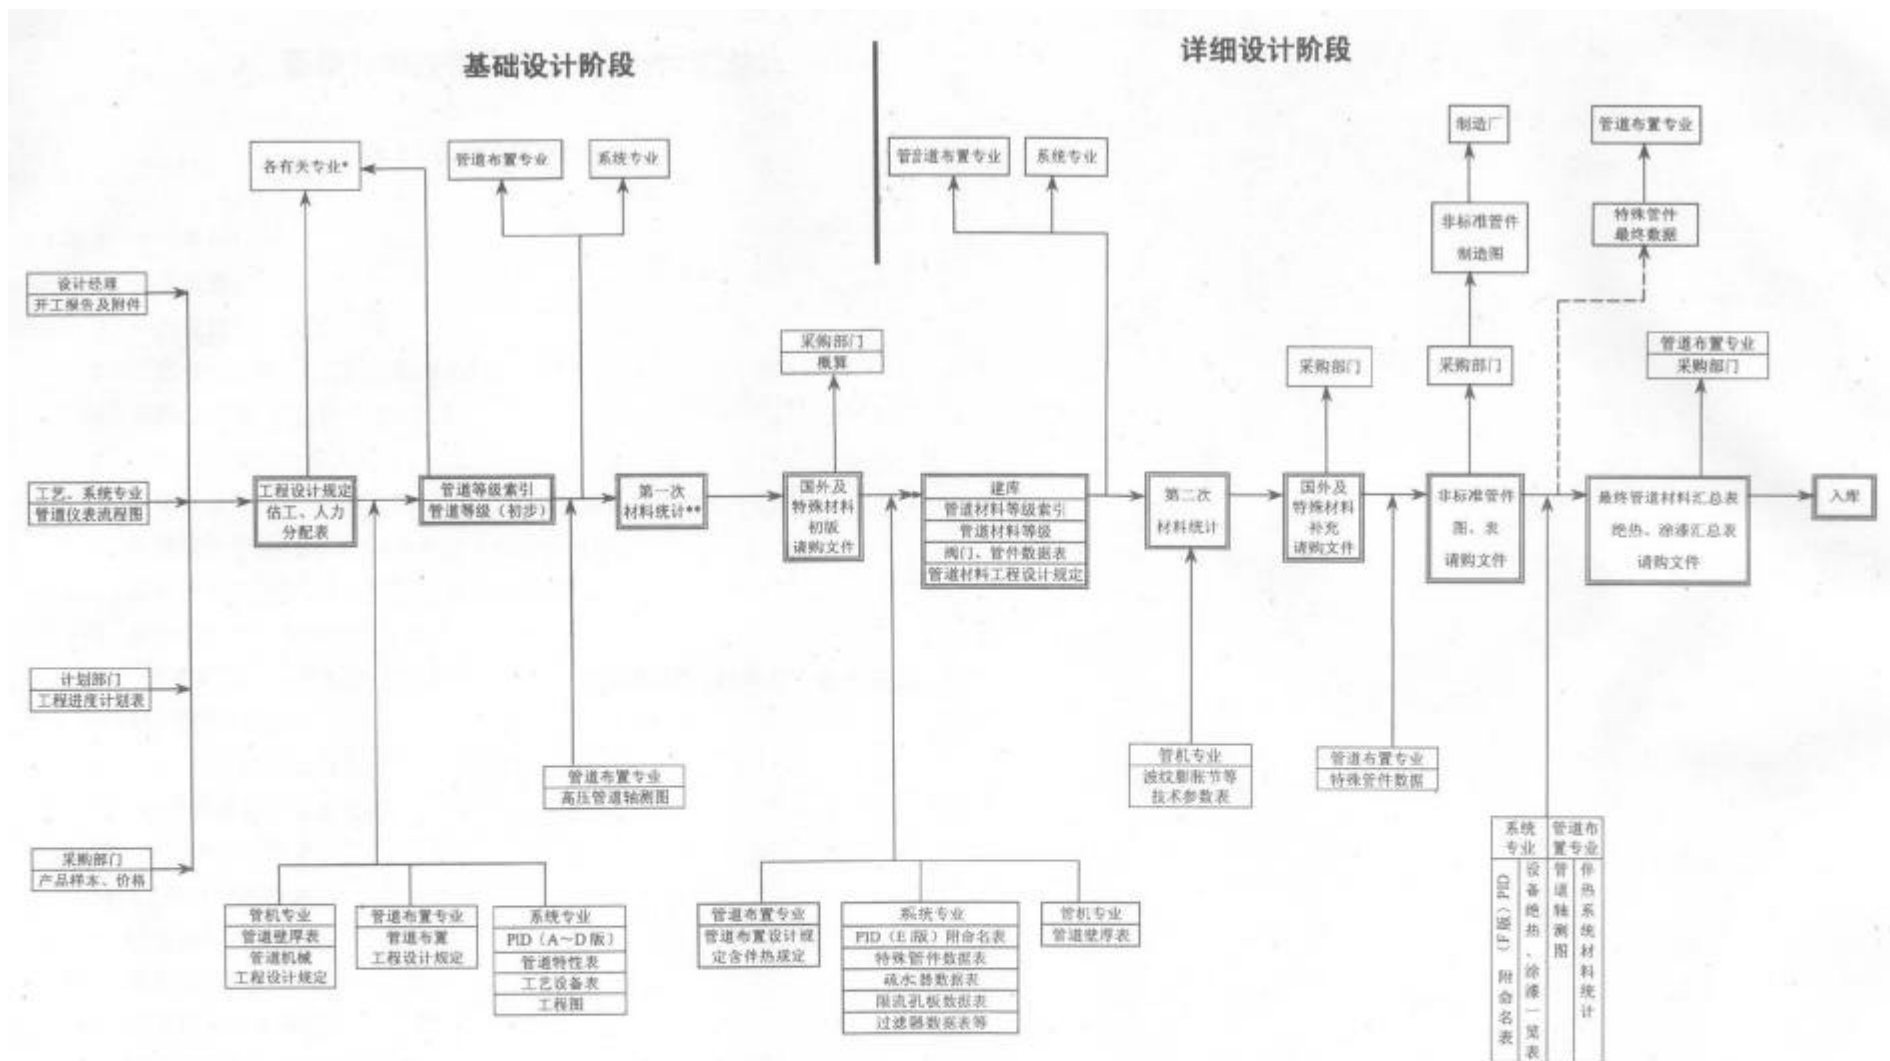 基础设计阶段
详细设计阶段
各有关专业*
管道布置专业
系统专业
管道布置专业
系统专业
制造厂
管道布置专业
非标准管件
制造图
特殊管件
最终数据
设计经理
开工报告及附件
采购部门
概算
采购部门
采购部门
管道布置专业
采购部门
工艺、系统专业
管道仪表流程图
工程设计规定
估工、人力
分配表
管道等级索引
管道等级（初步）
第一次
材料统计**
国外及
特殊材料
初版
请购文件
建库
管道材料等级索引
管道材料等级
阀门、管件数据表
管道材料工程设计规定
第二次
材料统计
国外及
特殊材料
补充
请购文件
非标准管件
图、表
请购文件
最终管道材料汇总表
绝热、涂漆汇总表
请购文件
入库
计划部门
工程进度计划表
管道布置专业
高压管道轴测图
管机专业
波纹膨胀节等
技术参数表
管道布置专业
特殊管件数据
采购部门
产品样本、价格
管机专业
管道壁厚表
管道机械
工程设计规定
管道布置专业
管道布置
工程设计规定
系统专业
PID（A～D版）
管道特性表
工艺设备表
工程图
管道布置专业
管道布置设计规
定含伴热规定
系统专业
PID（E版）附命名表
特殊管件数据表
疏水器数据表
限流孔板数据表
过滤器数据表等
管机专业
管道壁厚表
系统
专业
管道布
置专业
PID（F版）附命名表
设备绝热、涂漆一览表
管道轴测图
伴热系统材料统计